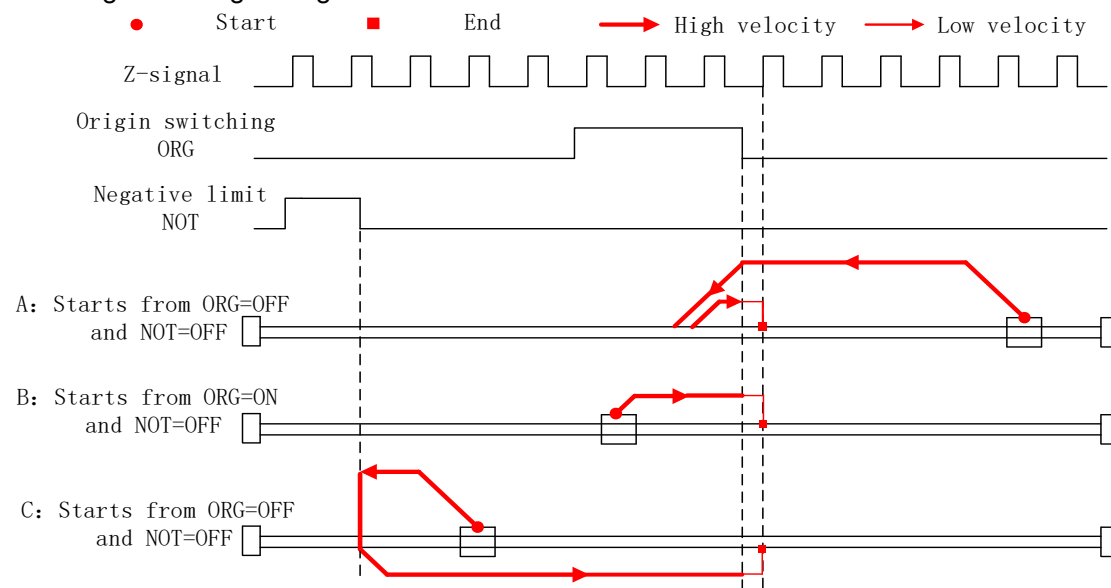 Start End High velocity Low velocity
Z-signal
Origin switching
ORG
Negative limit
NOT
A: Starts from ORG=OFF
and NOT=OFF
B: Starts from ORG=ON
and NOT=OFF
C: Starts from ORG=OFF
and NOT=OFF